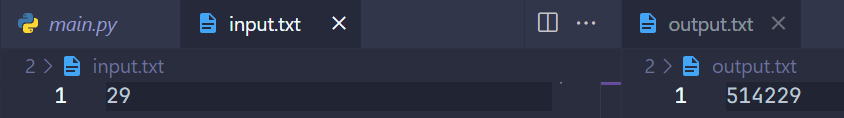 main.py input.txt output.txt
2 > input.txt 2 > output.txt
1 29 1 514229